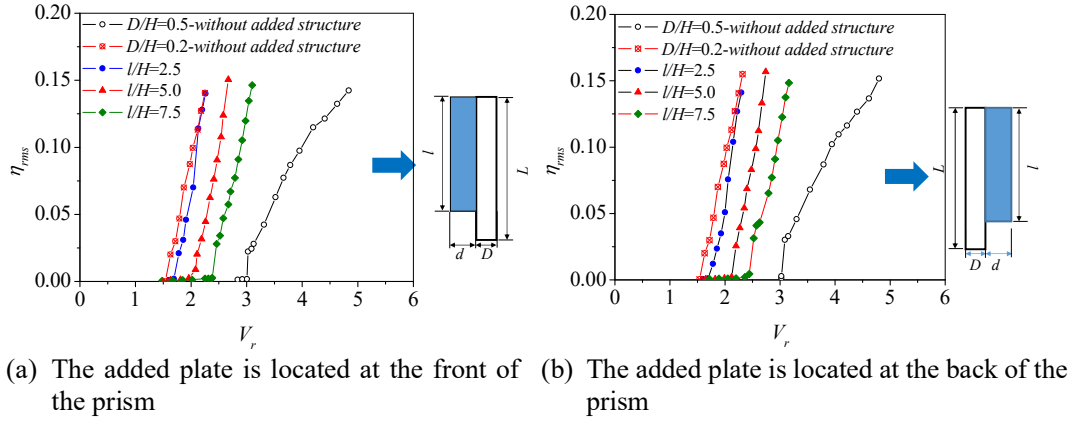 D/H=0.5-without added structure
D/H=0.2-without added structure
l/H=2.5
l/H=5.0
l/H=7.5
0.20
0.15
0.10
0.05
0.00
η_rms
0 1 2 3 4 5 6
V_r
l
L
d D
D/H=0.5-without added structure
D/H=0.2-without added structure
l/H=2.5
l/H=5.0
l/H=7.5
0.20
0.15
0.10
0.05
0.00
η_rms
0 1 2 3 4 5 6
V_r
L
l
D d
(a) The added plate is located at the front of
the prism
(b) The added plate is located at the back of the
prism